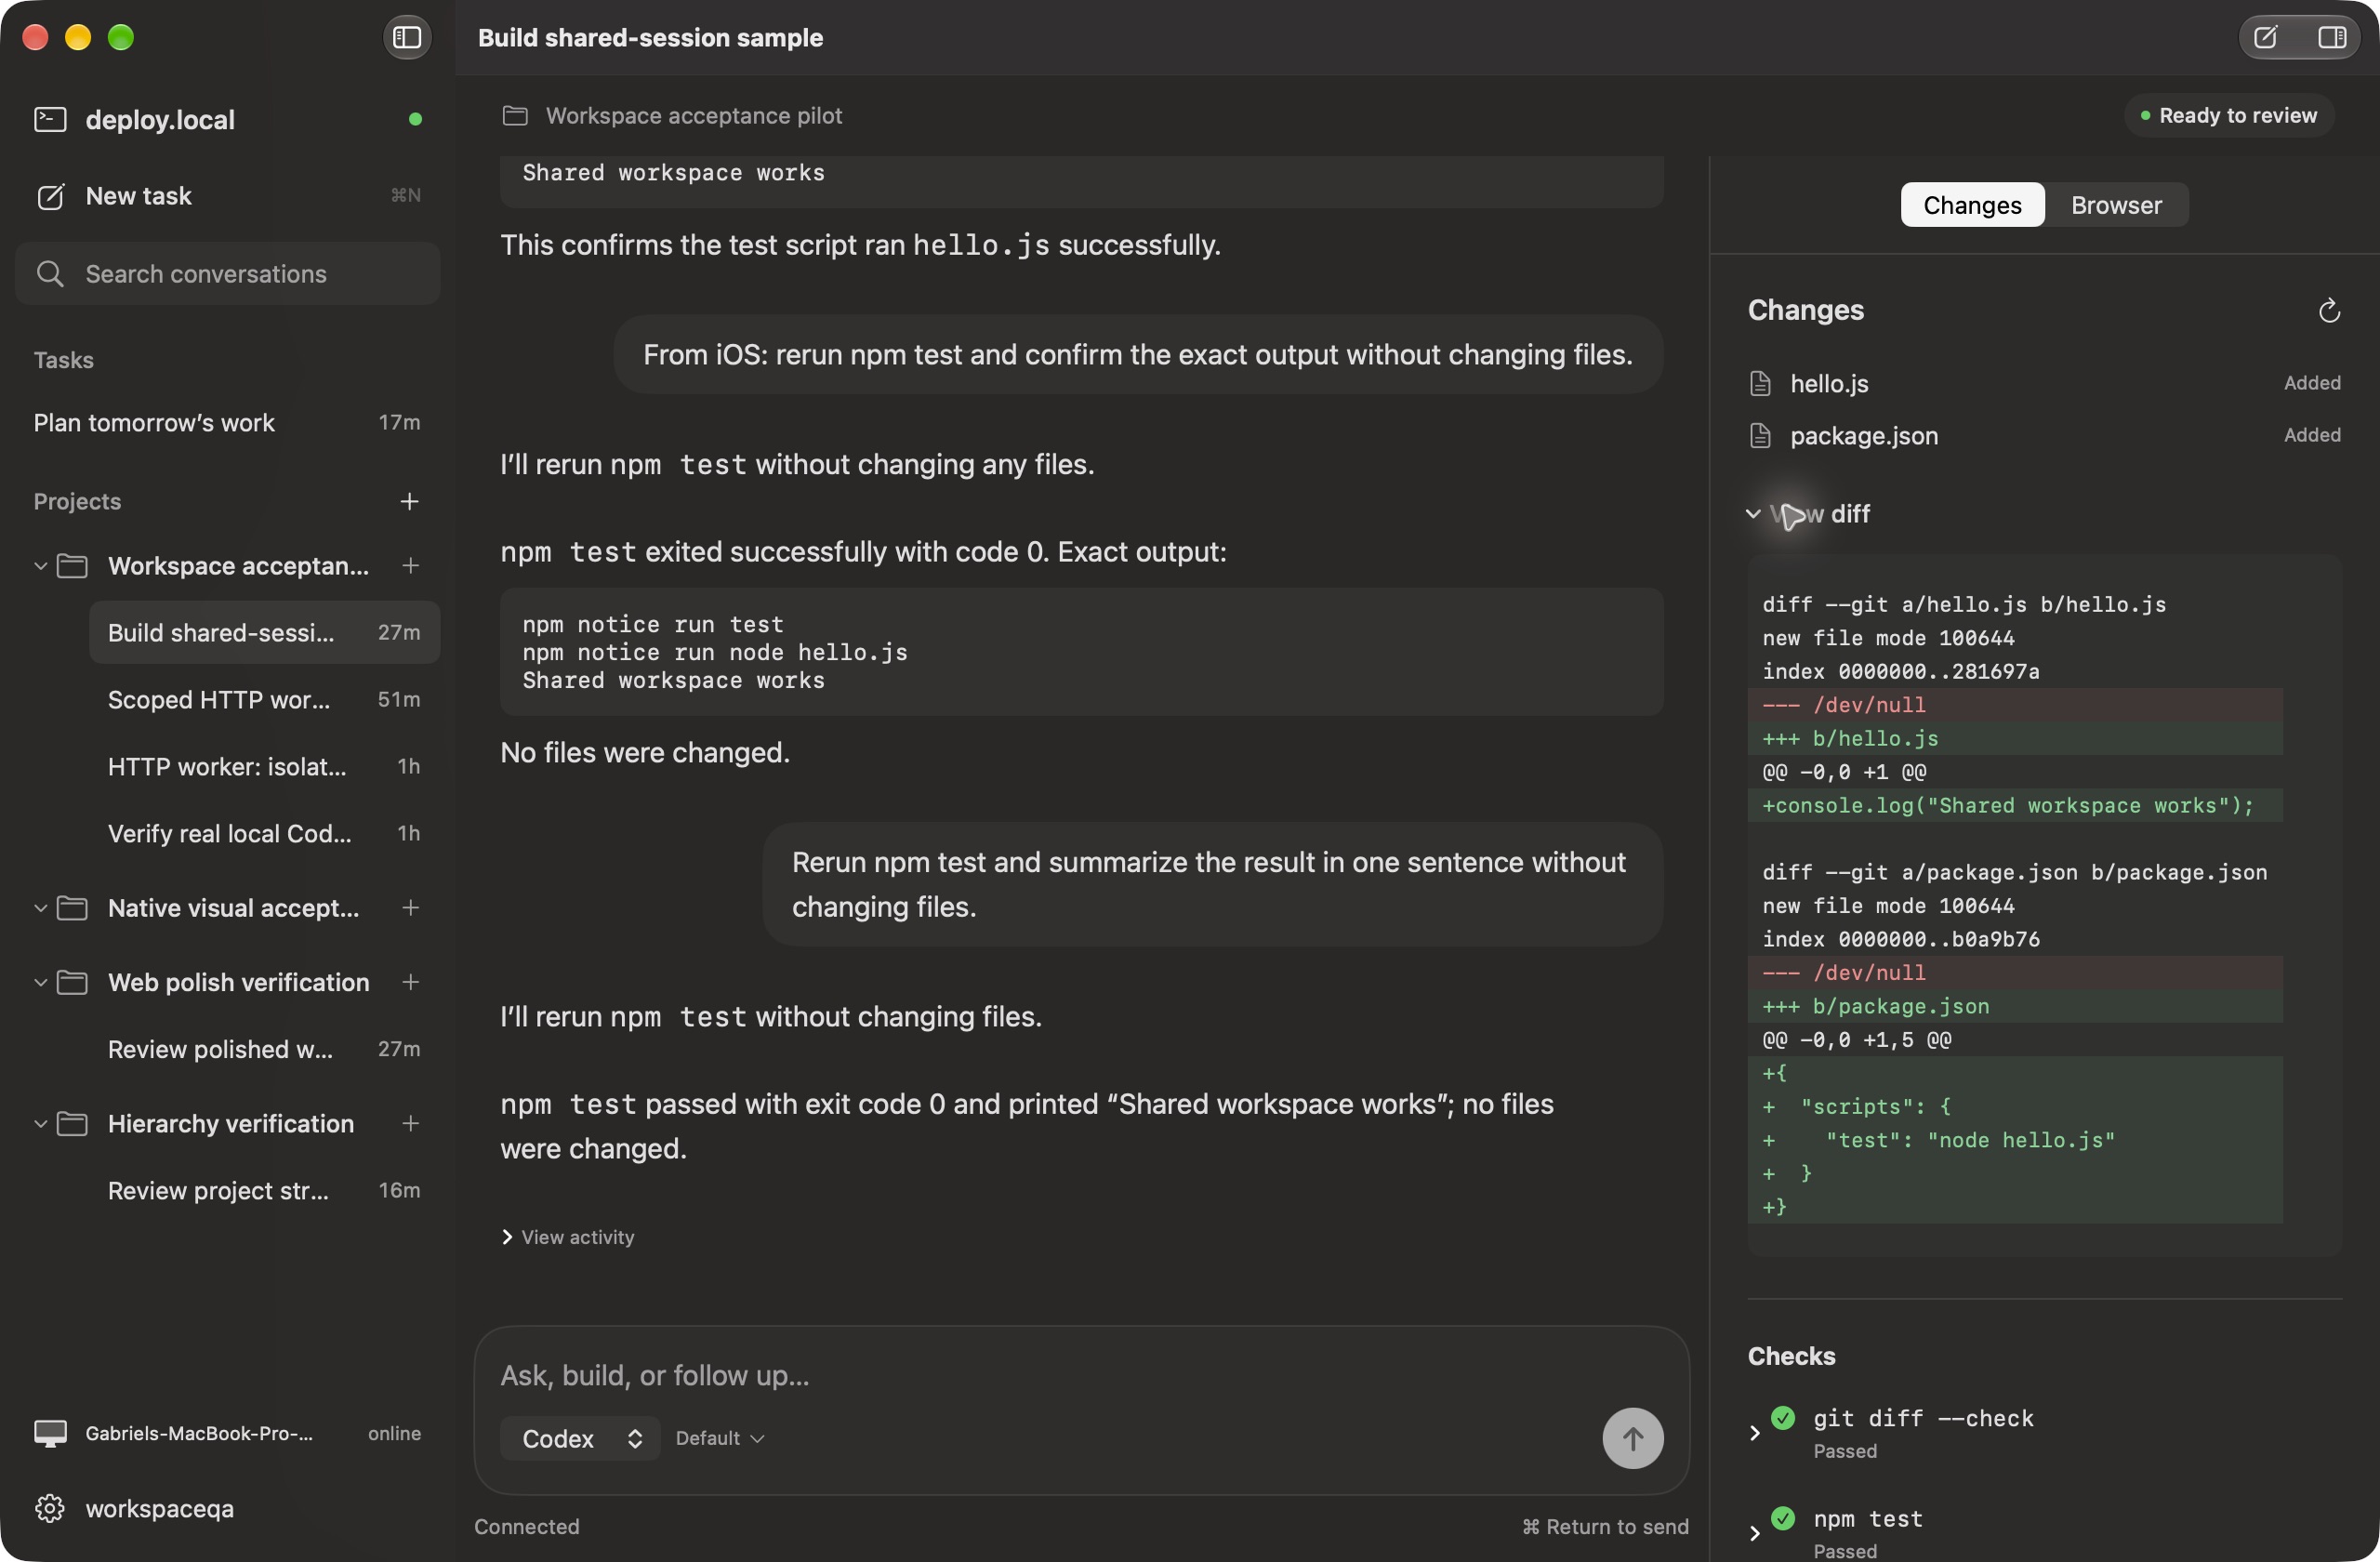 Build shared-session sample
deploy.local
New task ⌘N
Search conversations
Tasks
Plan tomorrow’s work 17m
Projects
Workspace acceptan...
Build shared-sessi... 27m
Scoped HTTP wor... 51m
HTTP worker: isolat... 1h
Verify real local Cod... 1h
Native visual accept...
Web polish verification
Review polished w... 27m
Hierarchy verification
Review project str... 16m
Gabriels-MacBook-Pro-... online
workspaceqa
Workspace acceptance pilot
Ready to review
Shared workspace works
This confirms the test script ran hello.js successfully.
From iOS: rerun npm test and confirm the exact output without changing files.
I’ll rerun npm test without changing any files.
npm test exited successfully with code 0. Exact output:
npm notice run test
npm notice run node hello.js
Shared workspace works
No files were changed.
Rerun npm test and summarize the result in one sentence without
changing files.
I’ll rerun npm test without changing files.
npm test passed with exit code 0 and printed “Shared workspace works”; no files
were changed.
View activity
Ask, build, or follow up...
Codex Default
Connected ⌘ Return to send
Changes Browser
Changes
hello.js Added
package.json Added
diff
diff --git a/hello.js b/hello.js
new file mode 100644
index 0000000..281697a
--- /dev/null
+++ b/hello.js
@@ -0,0 +1 @@
+console.log("Shared workspace works");
diff --git a/package.json b/package.json
new file mode 100644
index 0000000..b0a9b76
--- /dev/null
+++ b/package.json
@@ -0,0 +1,5 @@
+{
+  "scripts": {
+    "test": "node hello.js"
+  }
+}
Checks
git diff --check
Passed
npm test
Passed